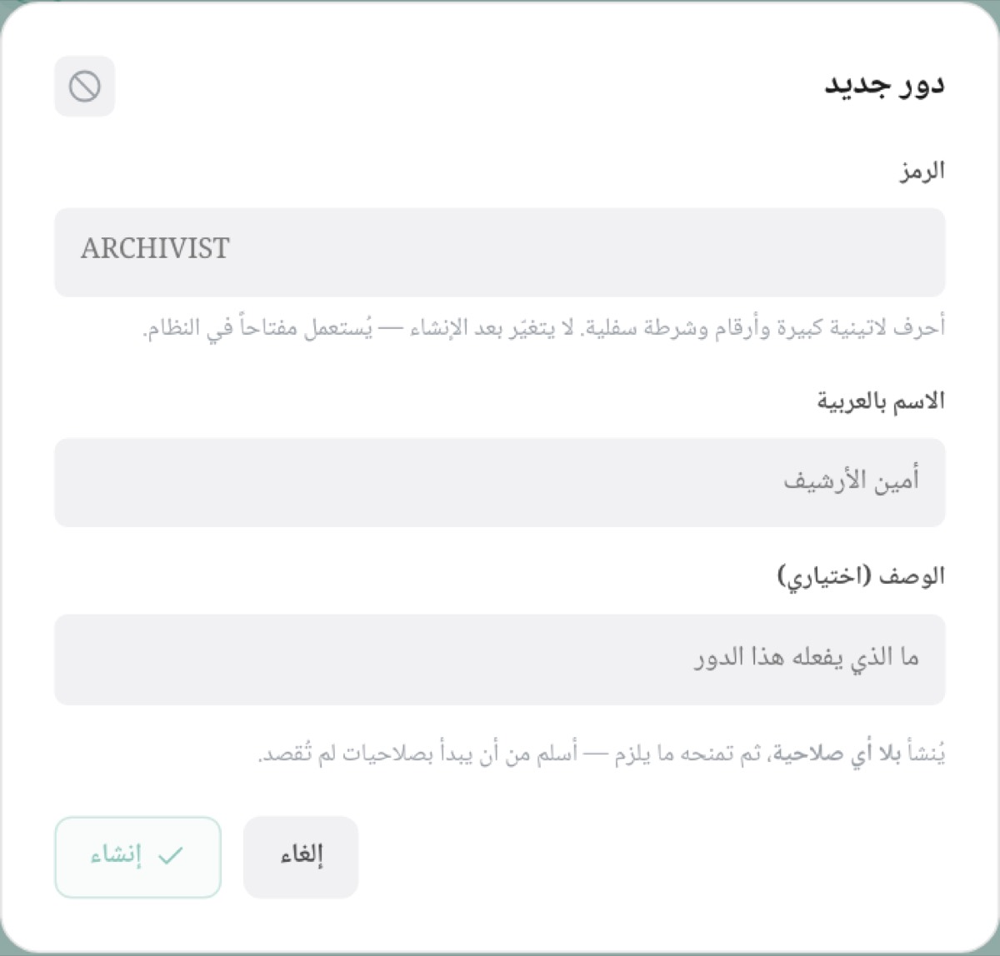 دور جديد
الرمز
ARCHIVIST
أحرف لاتينية كبيرة وأرقام وشرطة سفلية. لا يتغيّر بعد الإنشاء — يُستعمل مفتاحاً في النظام.
الاسم بالعربية
أمين الأرشيف
الوصف (اختياري)
ما الذي يفعله هذا الدور
يُنشأ بلا أي صلاحية، ثم تمنحه ما يلزم — أسلم من أن يبدأ بصلاحيات لم تُقصد.
إلغاء
إنشاء